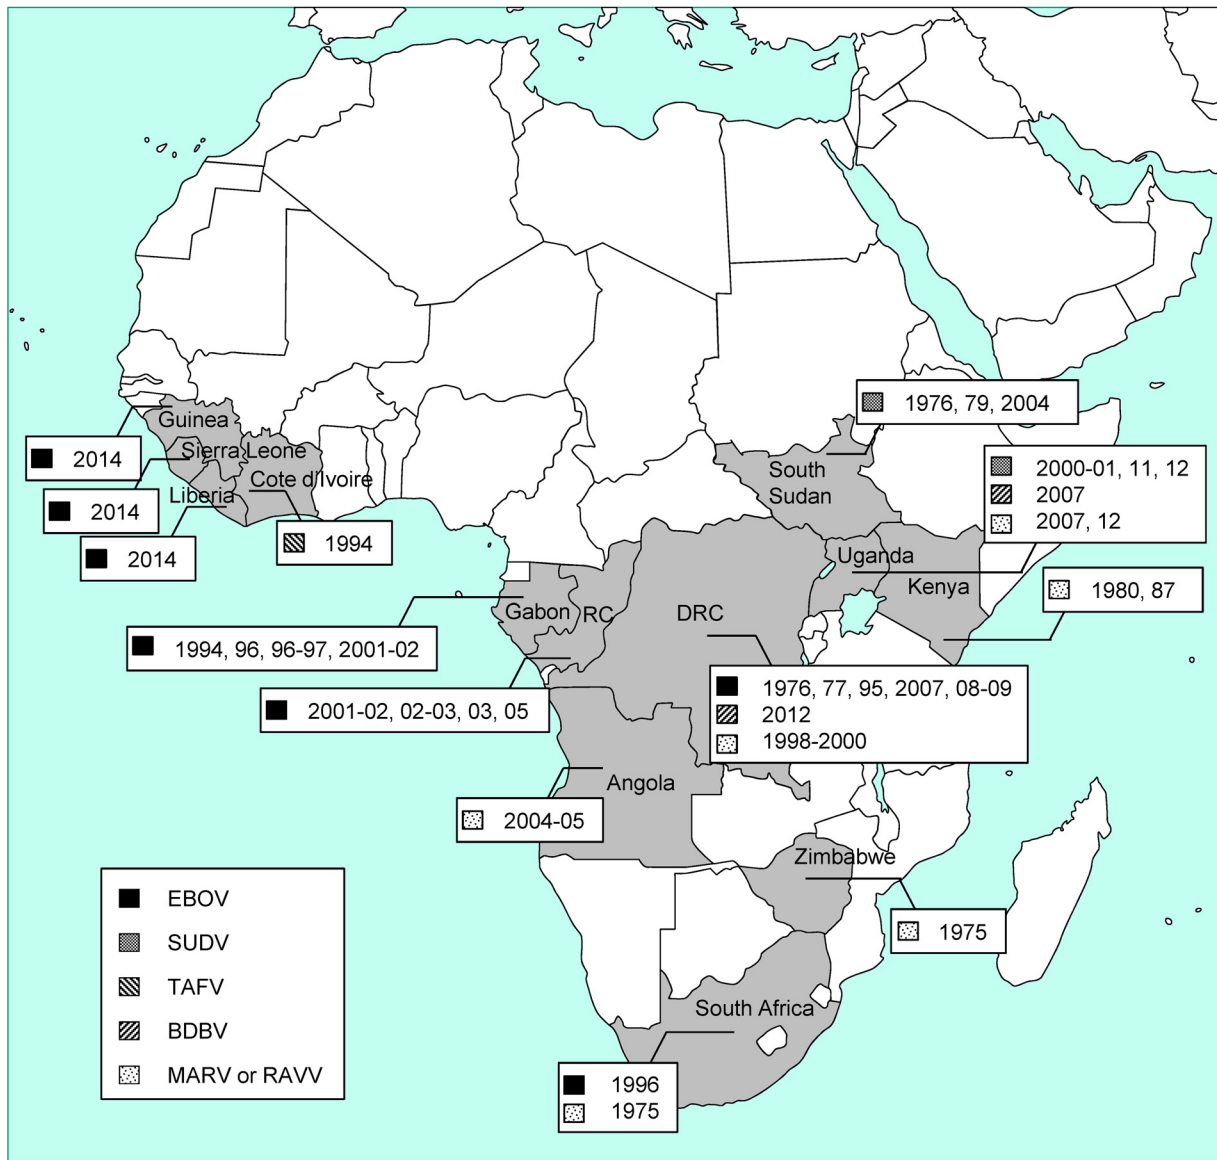 1976, 79, 2004
Guinea
Sierra Leone
2014
South
Sudan
2000-01, 11, 12
2007
2007, 12
Cote d'Ivoire
Liberia
2014
2014
1994
Uganda
Kenya
1980, 87
Gabon
RC
DRC
1994, 96, 96-97, 2001-02
2001-02, 02-03, 03, 05
1976, 77, 95, 2007, 08-09
2012
1998-2000
Angola
2004-05
Zimbabwe
1975
EBOV
SUDV
TAFV
BDBV
MARV or RAVV
South Africa
1996
1975